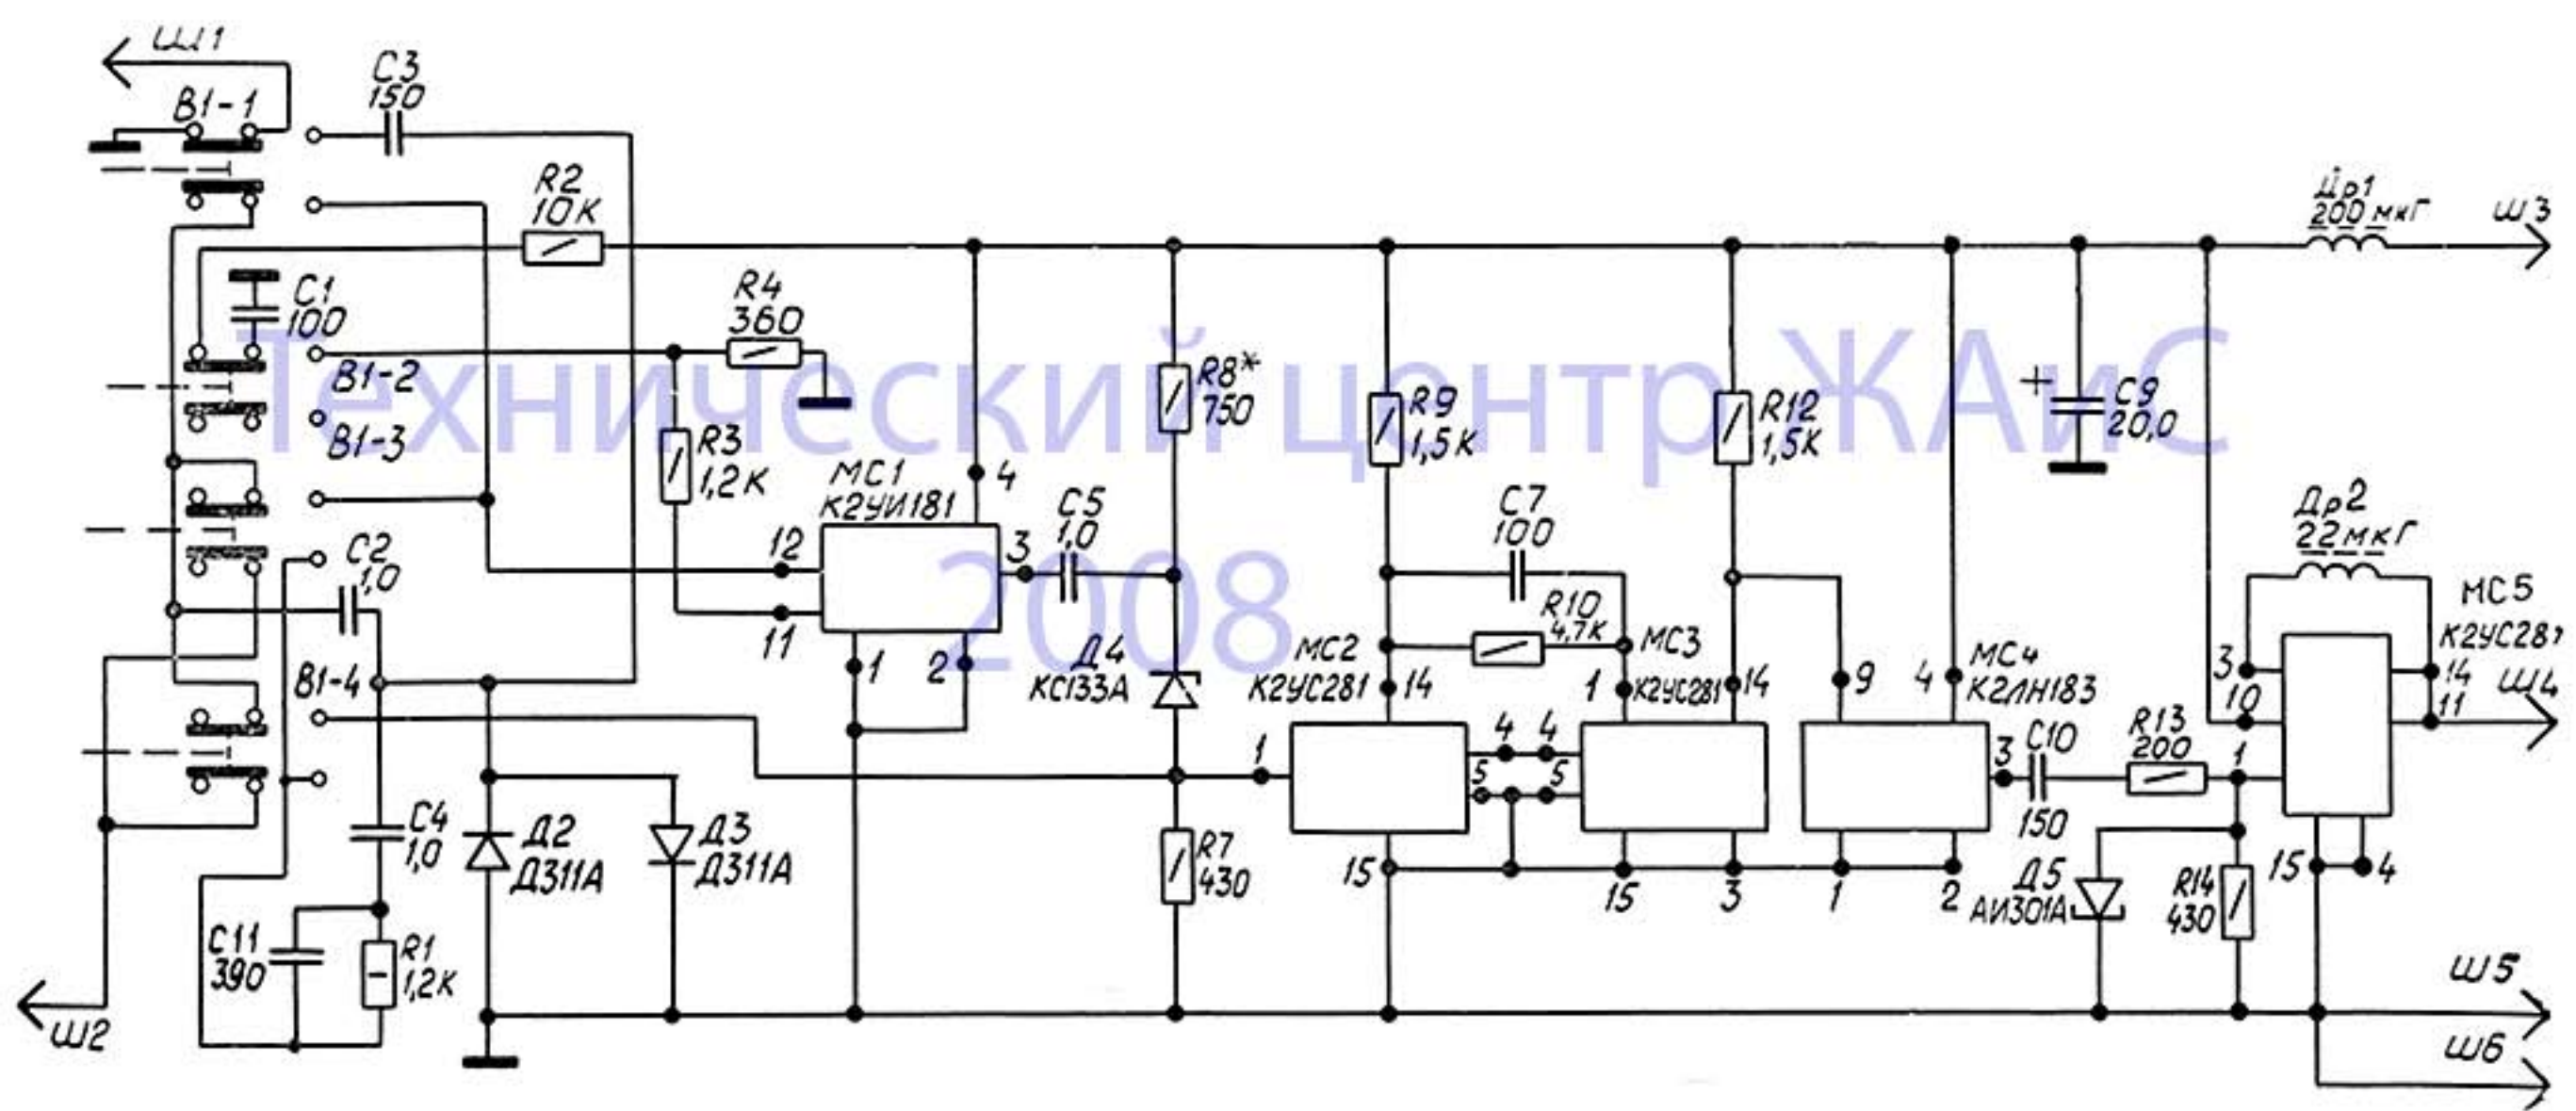 Ш1
С3
150
В1-1
R2
10К
Др1
200 мкГ
Ш3
С1
100
R4
360
В1-2
В1-3
R3
1,2К
R8*
750
R9
1,5К
R12
1,5К
+
С9
20,0
МС1
К2УИ181
4
12
11
3
1
2
С5
1,0
С7
100
R10
4,7К
Др2
22мкГ
С2
1,0
В1-4
Д4
КС133А
МС2
К2УС281
14
МС3
1
К2УС281
14
9
4
МС4
К2ЛН183
МС5
К2УС281
3
10
14
11
Ш4
1
4
4
5
5
3
С10
150
R13
200
1
С4
1,0
Д2
Д311А
Д3
Д311А
R7
430
15
15
3
1
2
Д5
АИ301А
R14
430
15
4
С11
390
R1
1,2К
Ш2
Ш5
Ш6
Технический центр ЖАиС
2008